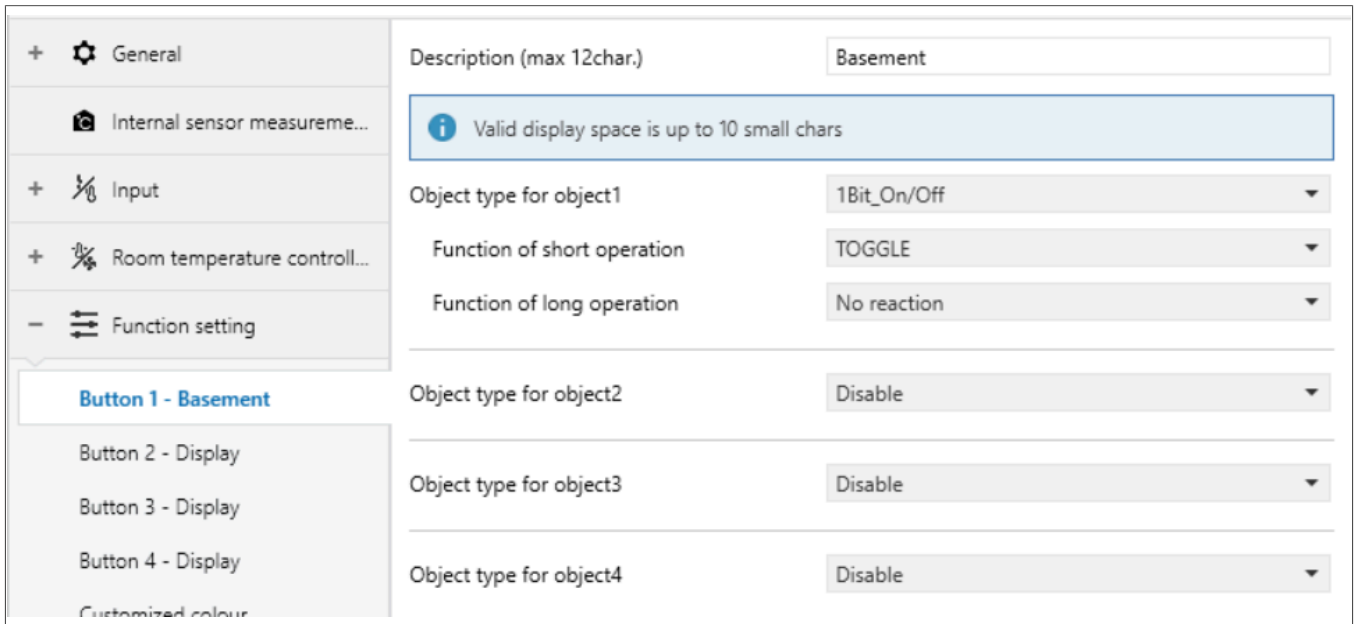 + General
Internal sensor measureme...
+ Input
+ Room temperature controll...
− Function setting
Button 1 - Basement
Button 2 - Display
Button 3 - Display
Button 4 - Display
Customized colour
Description (max 12char.) Basement
Valid display space is up to 10 small chars
Object type for object1 1Bit_On/Off
Function of short operation TOGGLE
Function of long operation No reaction
Object type for object2 Disable
Object type for object3 Disable
Object type for object4 Disable